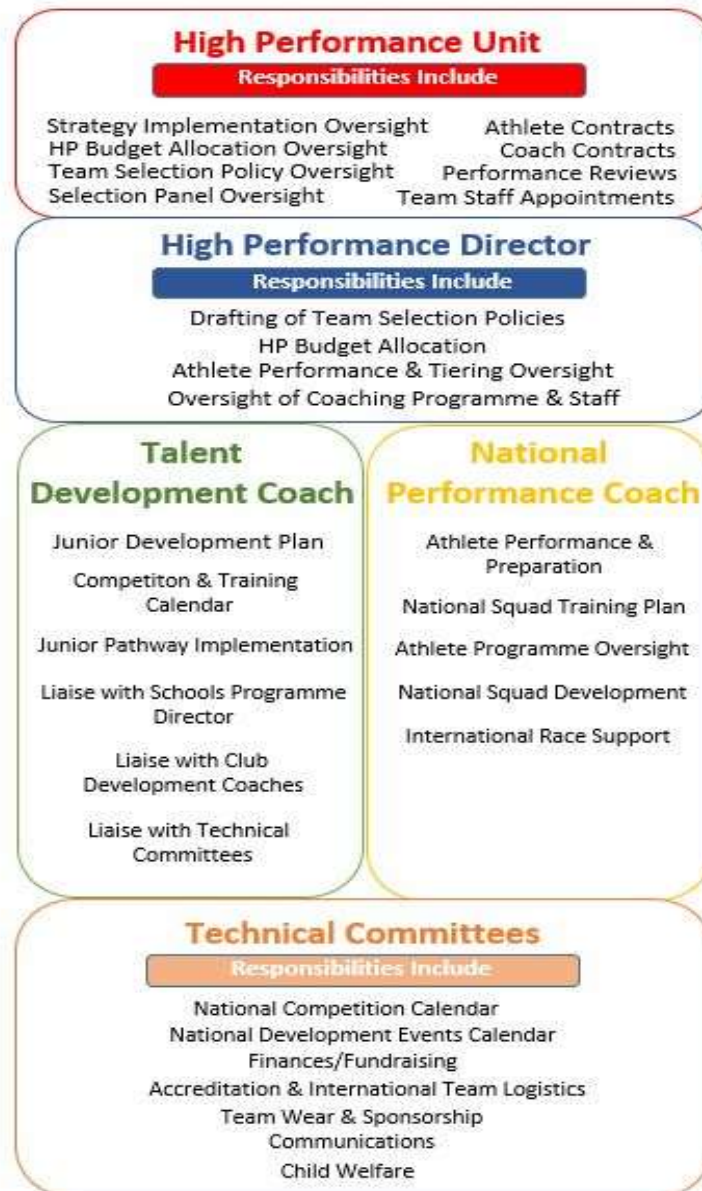 High Performance Unit
Responsibilities Include
Strategy Implementation Oversight
HP Budget Allocation Oversight
Team Selection Policy Oversight
Selection Panel Oversight
Athlete Contracts
Coach Contracts
Performance Reviews
Team Staff Appointments
High Performance Director
Responsibilities Include
Drafting of Team Selection Policies
HP Budget Allocation
Athlete Performance & Tiering Oversight
Oversight of Coaching Programme & Staff
Talent
Development Coach
Junior Development Plan
Competiton & Training
Calendar
Junior Pathway Implementation
Liaise with Schools Programme
Director
Liaise with Club
Development Coaches
Liaise with Technical
Committees
National
Performance Coach
Athlete Performance &
Preparation
National Squad Training Plan
Athlete Programme Oversight
National Squad Development
International Race Support
Technical Committees
Responsibilities Include
National Competition Calendar
National Development Events Calendar
Finances/Fundraising
Accreditation & International Team Logistics
Team Wear & Sponsorship
Communications
Child Welfare